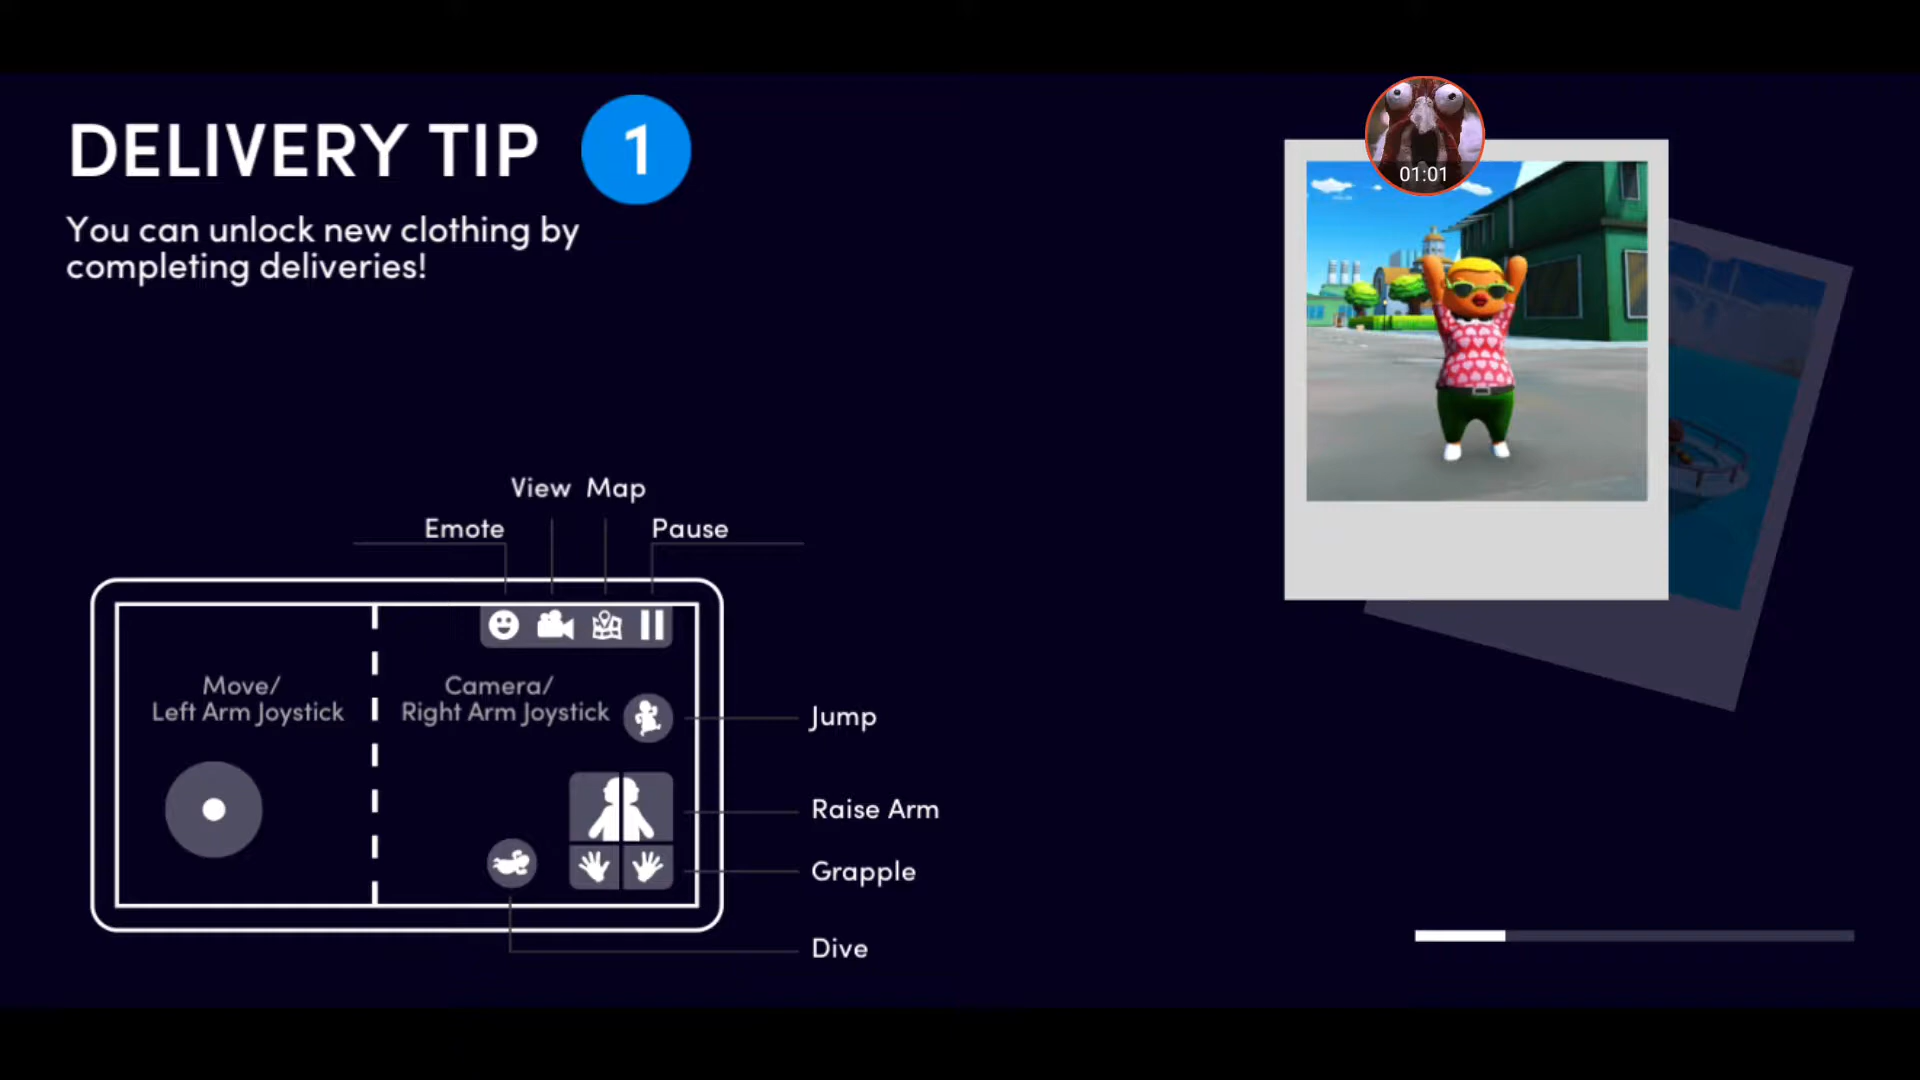 DELIVERY TIP 1
You can unlock new clothing by
completing deliveries!
01:01
View Map
Emote Pause
Move/
Left Arm Joystick
Camera/
Right Arm Joystick
Jump
Raise Arm
Grapple
Dive